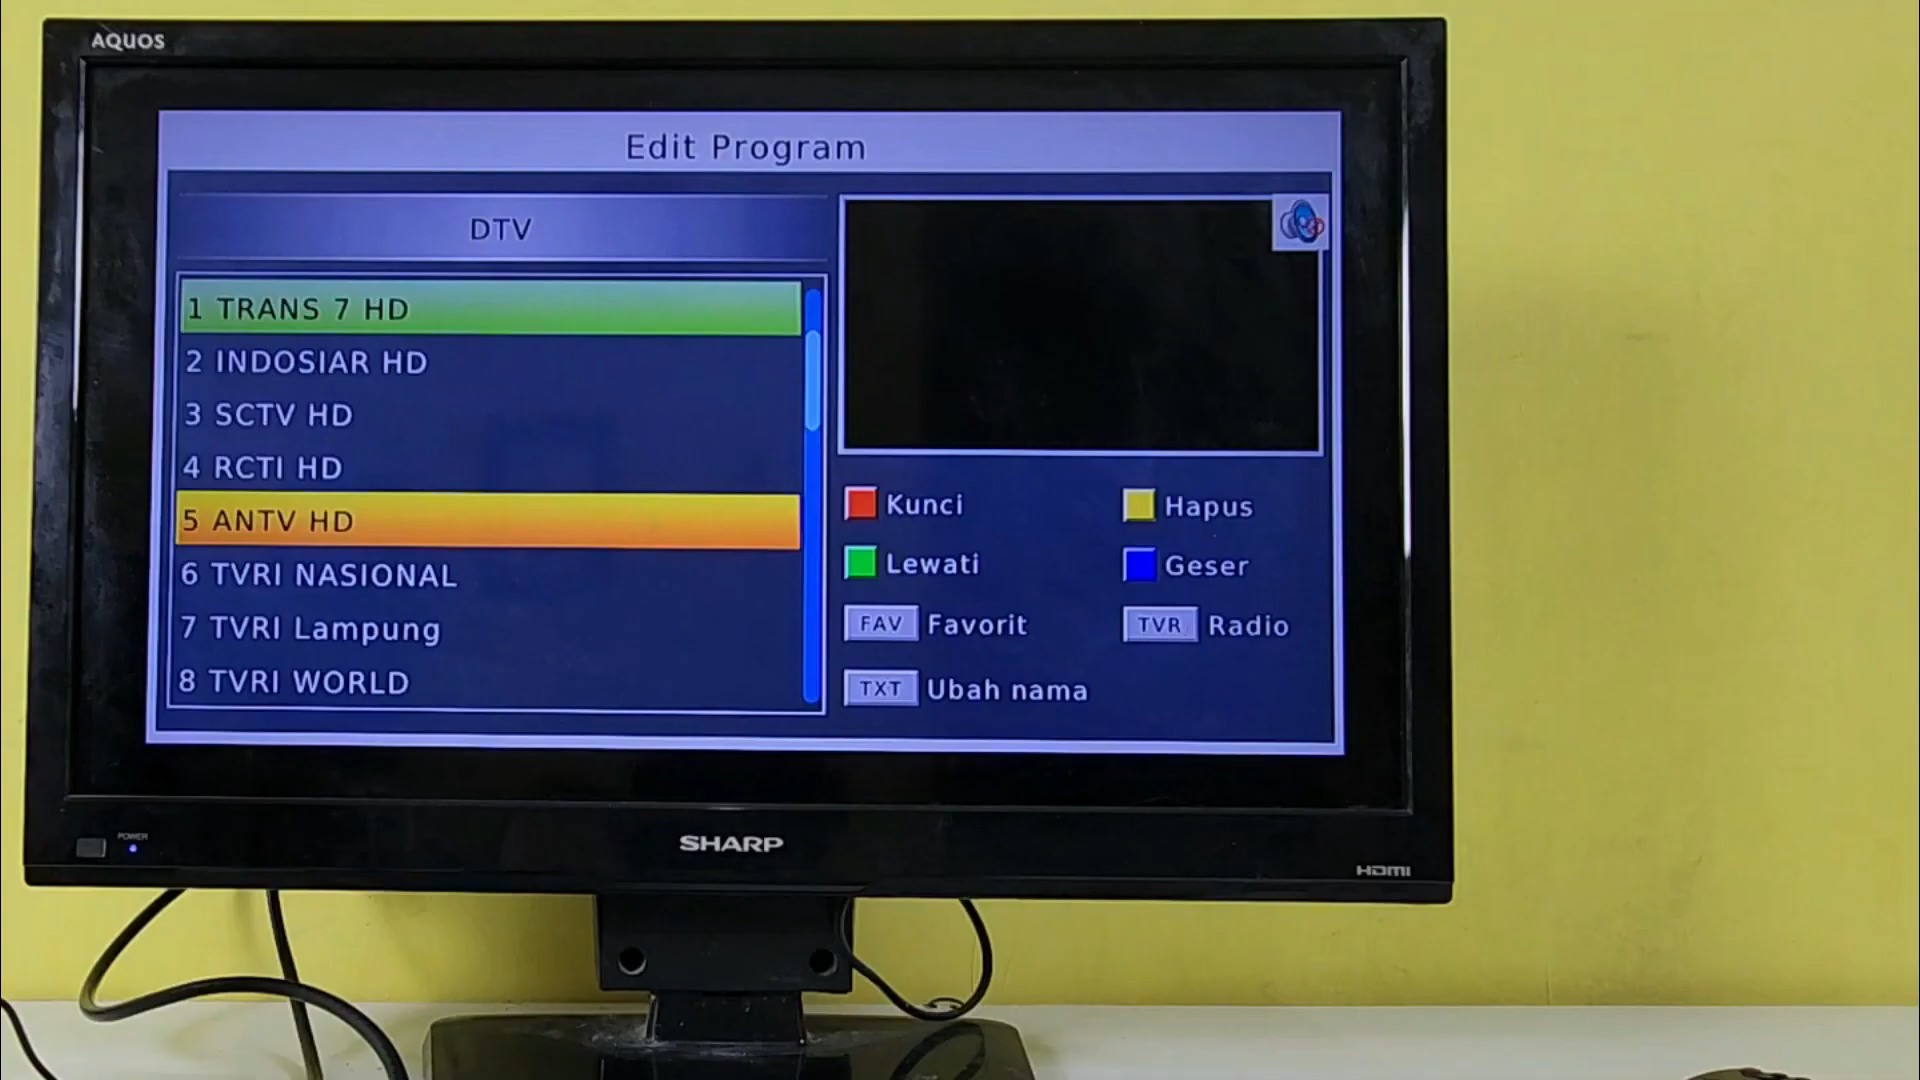 AQUOS
Edit Program
DTV
1 TRANS 7 HD
2 INDOSIAR HD
3 SCTV HD
4 RCTI HD
5 ANTV HD
6 TVRI NASIONAL
7 TVRI Lampung
8 TVRI WORLD
Kunci
Hapus
Lewati
Geser
FAV Favorit
TVR Radio
TXT Ubah nama
POWER
SHARP
HDMI